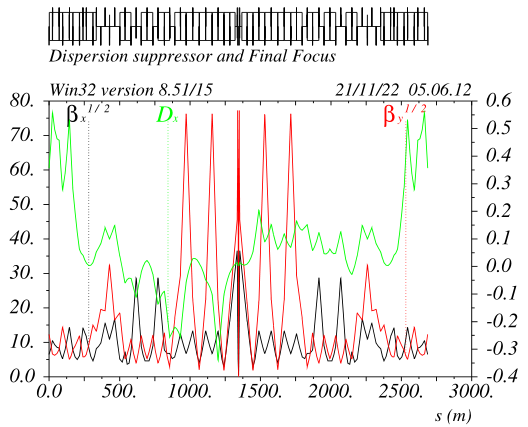 Dispersion suppressor and Final Focus
Win32 version 8.51/15 21/11/22 05.06.12
β x 1/2 D x β y 1/2
80. 0.6
70. 0.5
60. 0.4
50. 0.3
40. 0.2
30. 0.1
0.0
20. -0.1
-0.2
10. -0.3
0.0 -0.4
0.0 500. 1000. 1500. 2000. 2500. 3000.
s (m)